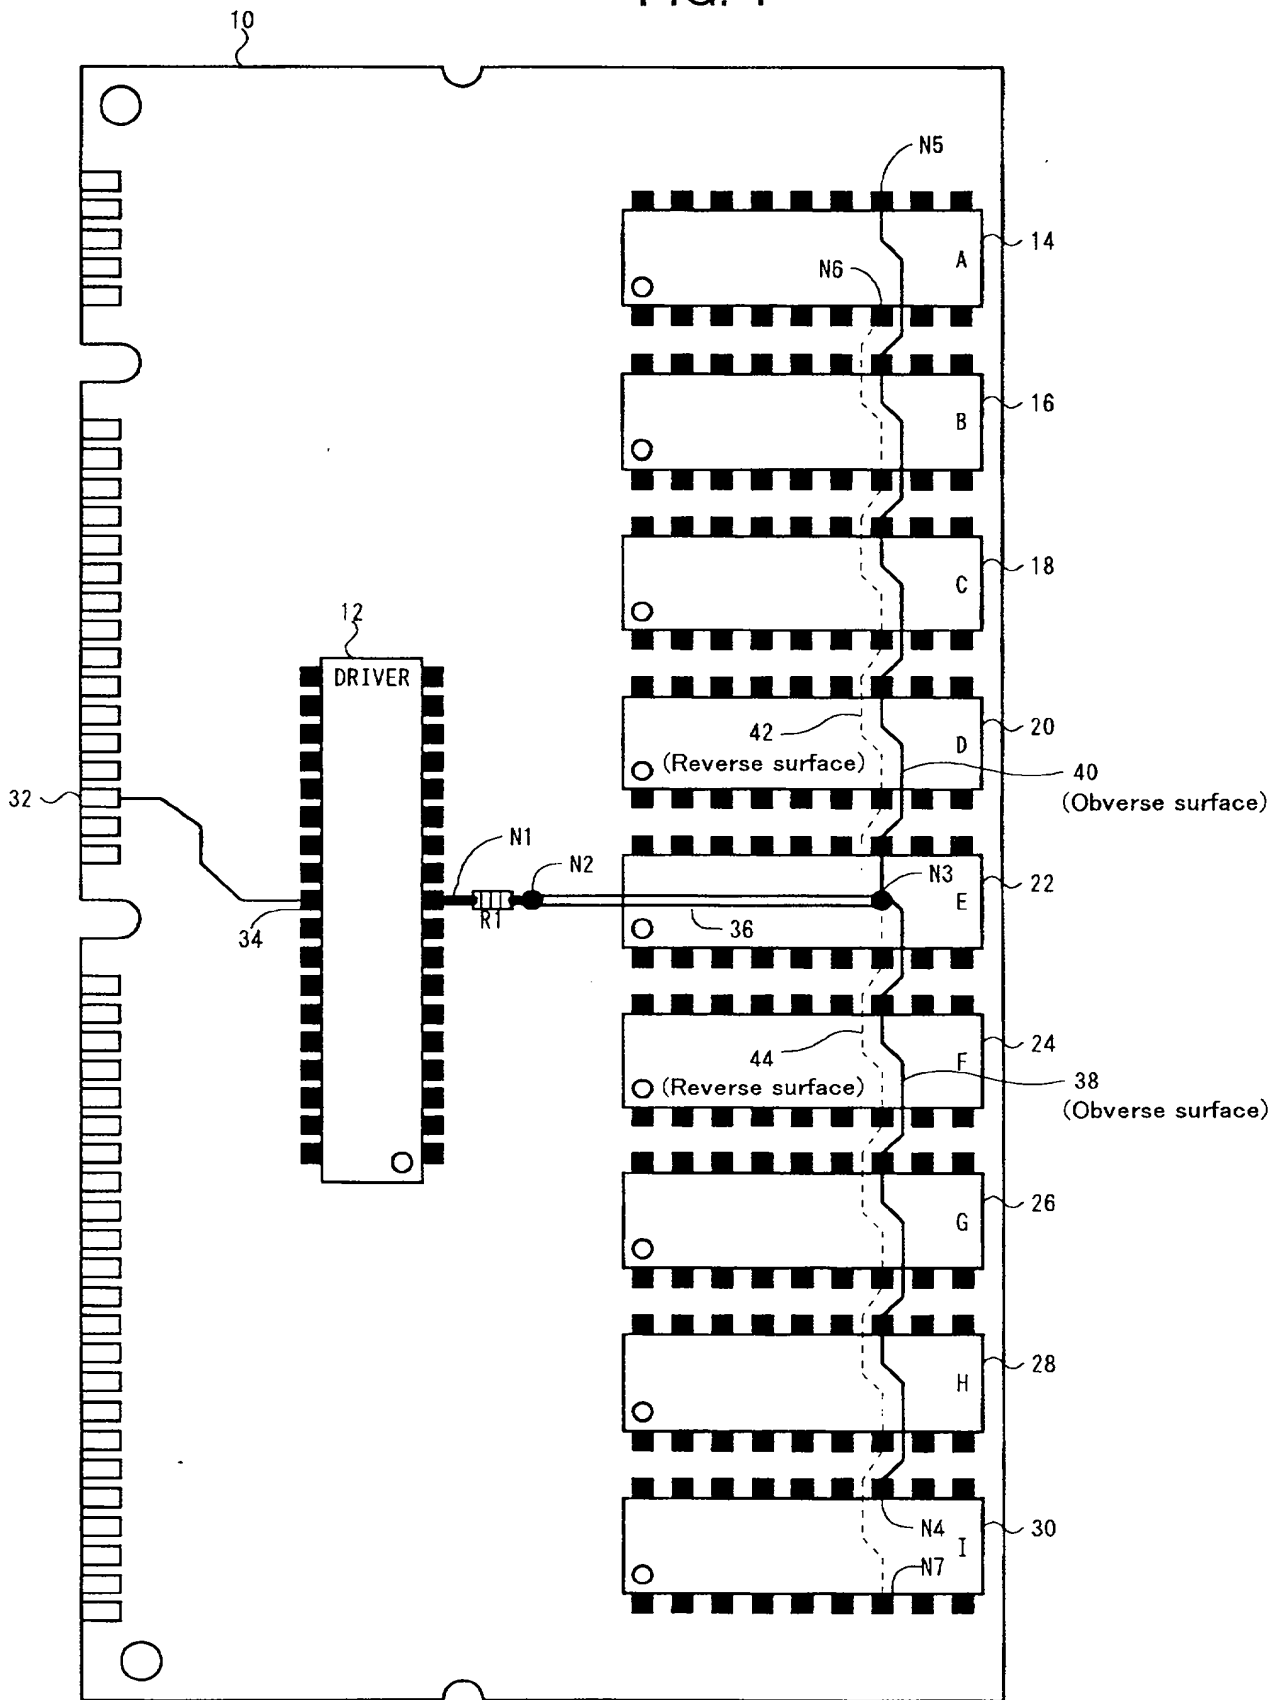 10
N5
14
A
N6
16
B
18
C
12
DRIVER
20
42
D
(Reverse surface)
40
(Obverse surface)
32
N1
N2
N3
22
E
34
R1
36
24
44
F
(Reverse surface)
38
(Obverse surface)
26
G
28
H
N4
30
I
N7